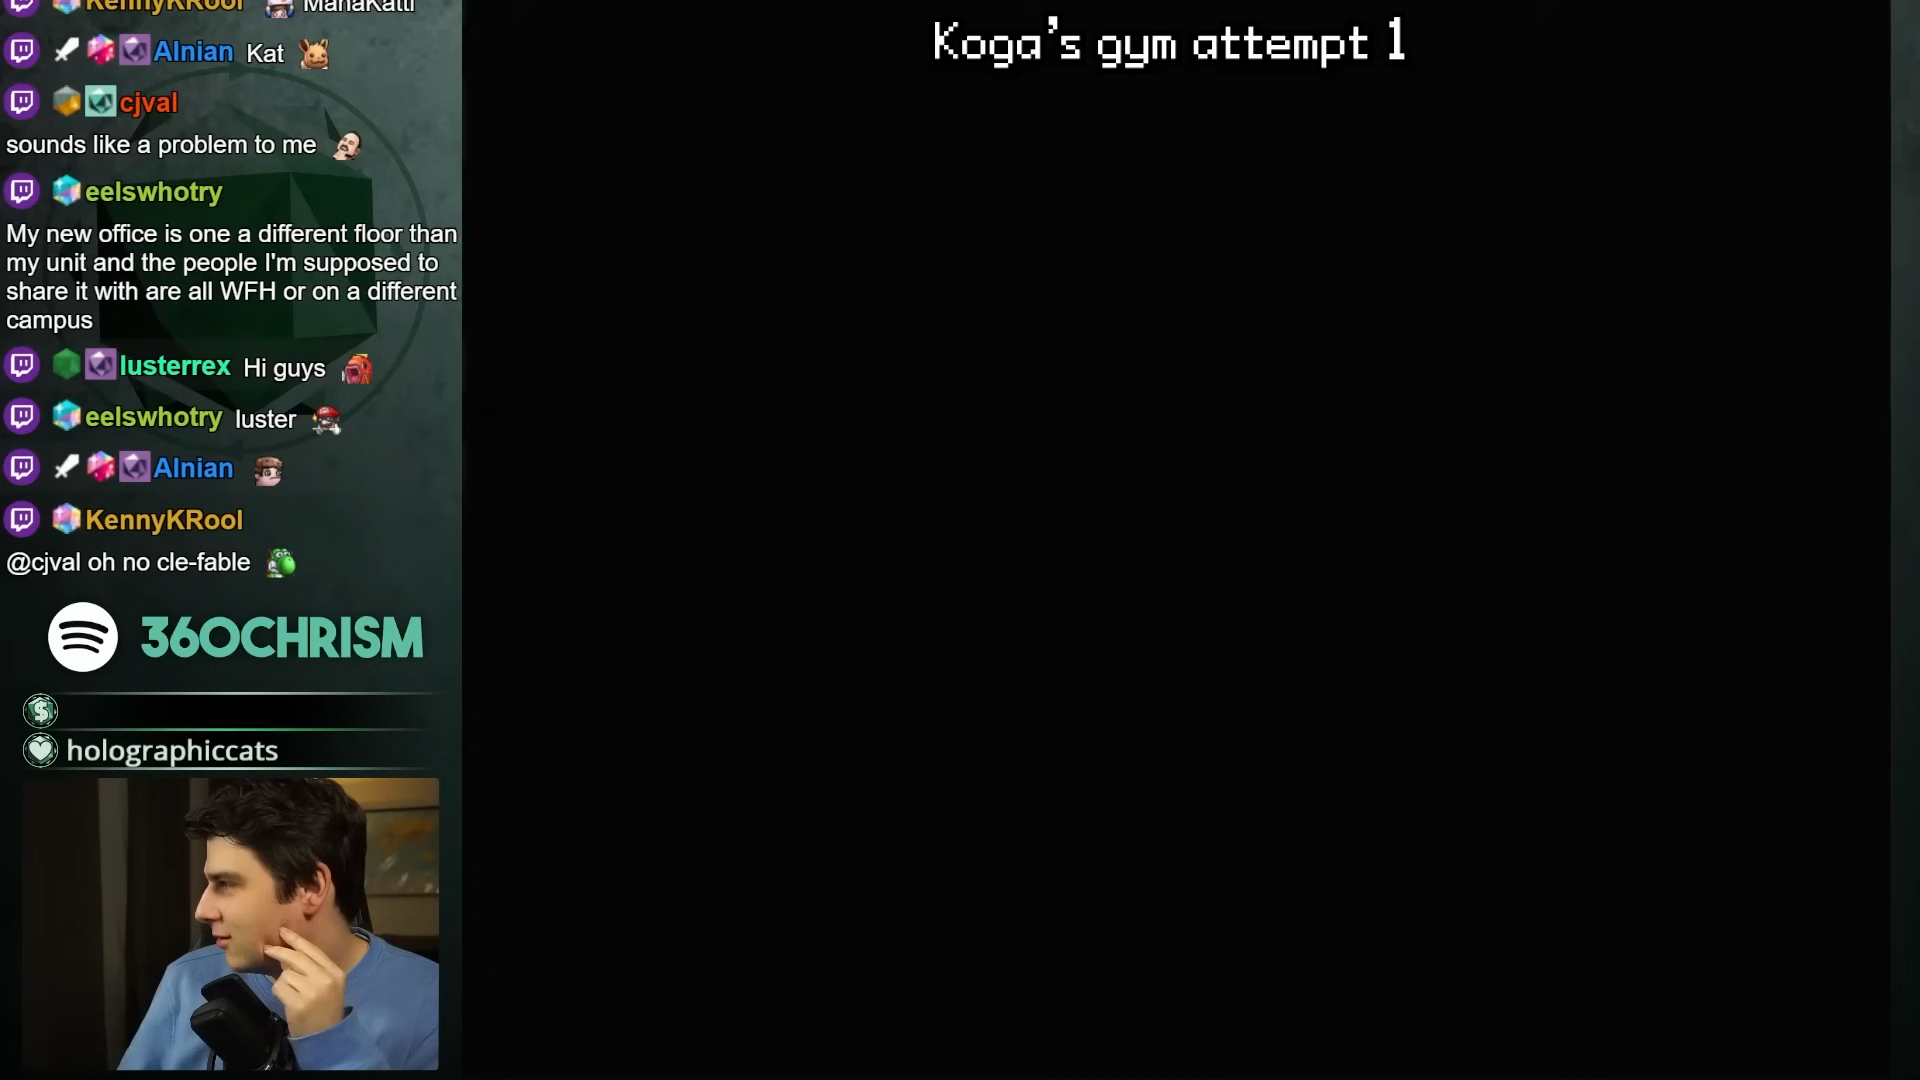 KennyKRool ManaKatti
Koga's gym attempt 1
Alnian Kat
cjval
sounds like a problem to me
eelswhotry
My new office is one a different floor than
my unit and the people I'm supposed to
share it with are all WFH or on a different
campus
lusterrex Hi guys
eelswhotry luster
Alnian
KennyKRool
@cjval oh no cle-fable
360CHRISM
$
holographiccats